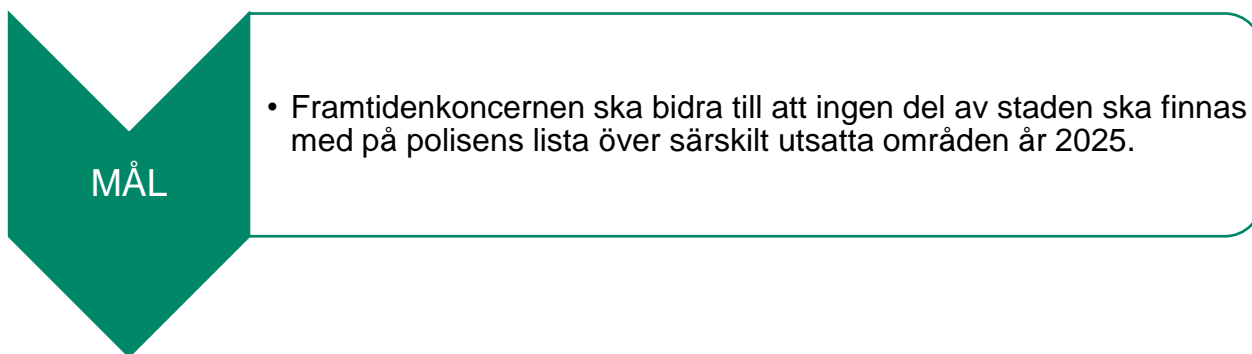 MÅL
• Framtidenkoncernen ska bidra till att ingen del av staden ska finnas
med på polisens lista över särskilt utsatta områden år 2025.